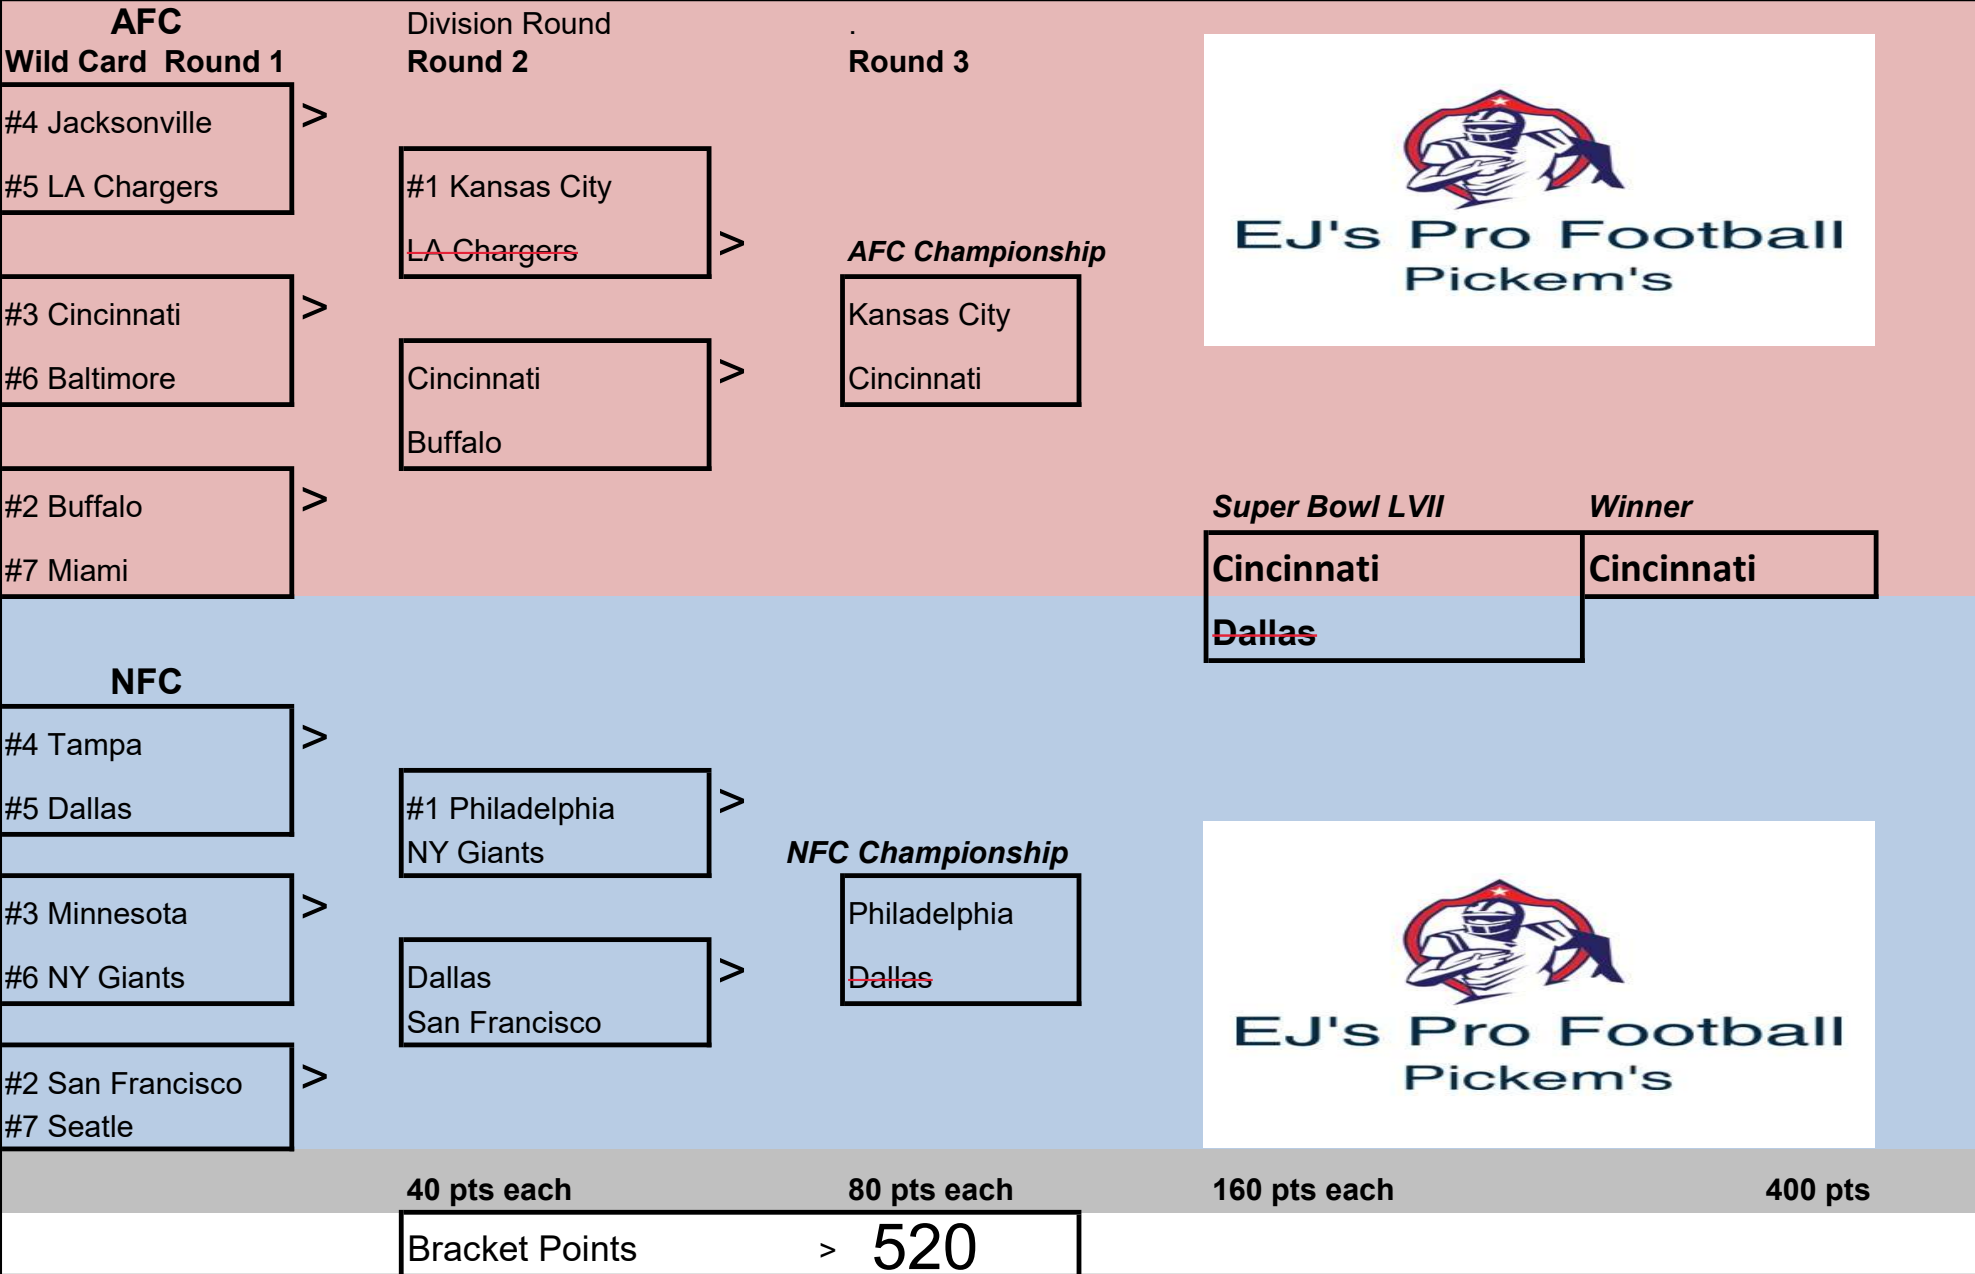 AFC
Division Round
.
Wild Card  Round 1
Round 2
Round 3
#4 Jacksonville
>
#5 LA Chargers
#1 Kansas City
LA Chargers
>
AFC Championship
#3 Cincinnati
>
Kansas City
#6 Baltimore
Cincinnati
>
Cincinnati
Buffalo
#2 Buffalo
>
#7 Miami
EJ's Pro Football
Pickem's
Super Bowl LVII
Winner
Cincinnati
Cincinnati
Dallas
NFC
#4 Tampa
>
#5 Dallas
#1 Philadelphia
>
NY Giants
NFC Championship
#3 Minnesota
>
Philadelphia
#6 NY Giants
Dallas
>
Dallas
San Francisco
#2 San Francisco
>
#7 Seatle
EJ's Pro Football
Pickem's
40 pts each
80 pts each
160 pts each
400 pts
Bracket Points > 520